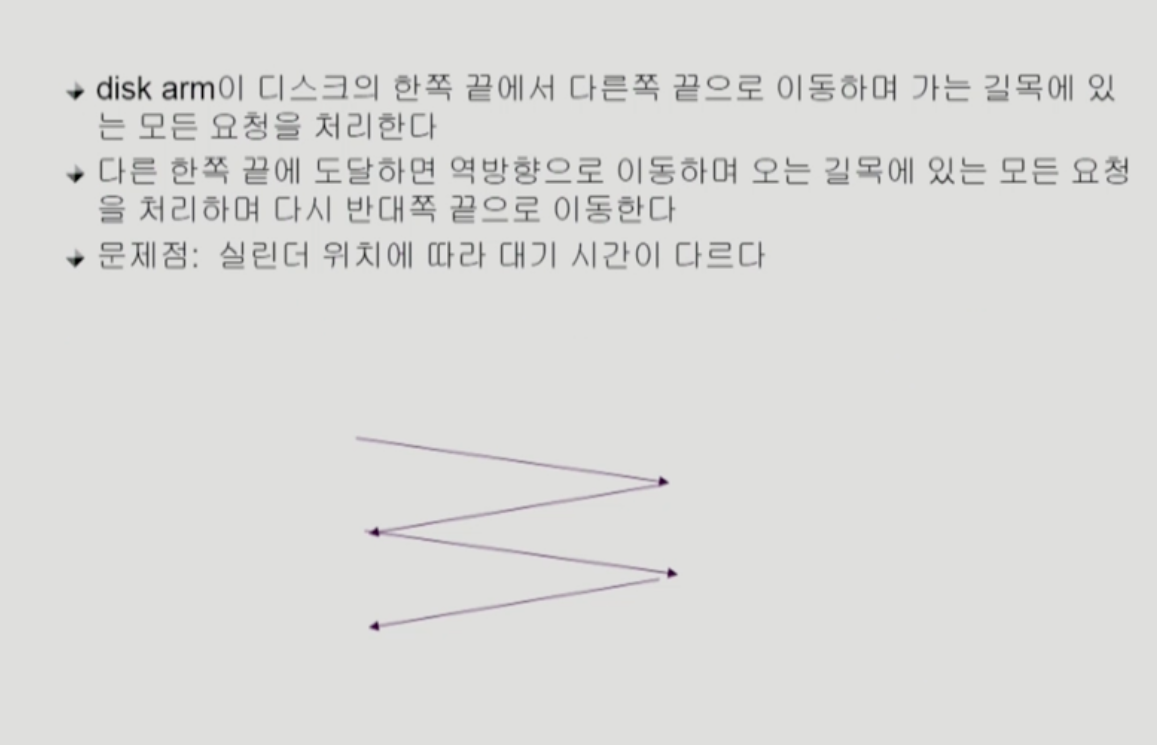 disk arm이 디스크의 한쪽 끝에서 다른쪽 끝으로 이동하며 가는 길목에 있
는 모든 요청을 처리한다
다른 한쪽 끝에 도달하면 역방향으로 이동하며 오는 길목에 있는 모든 요청
을 처리하며 다시 반대쪽 끝으로 이동한다
문제점: 실린더 위치에 따라 대기 시간이 다르다